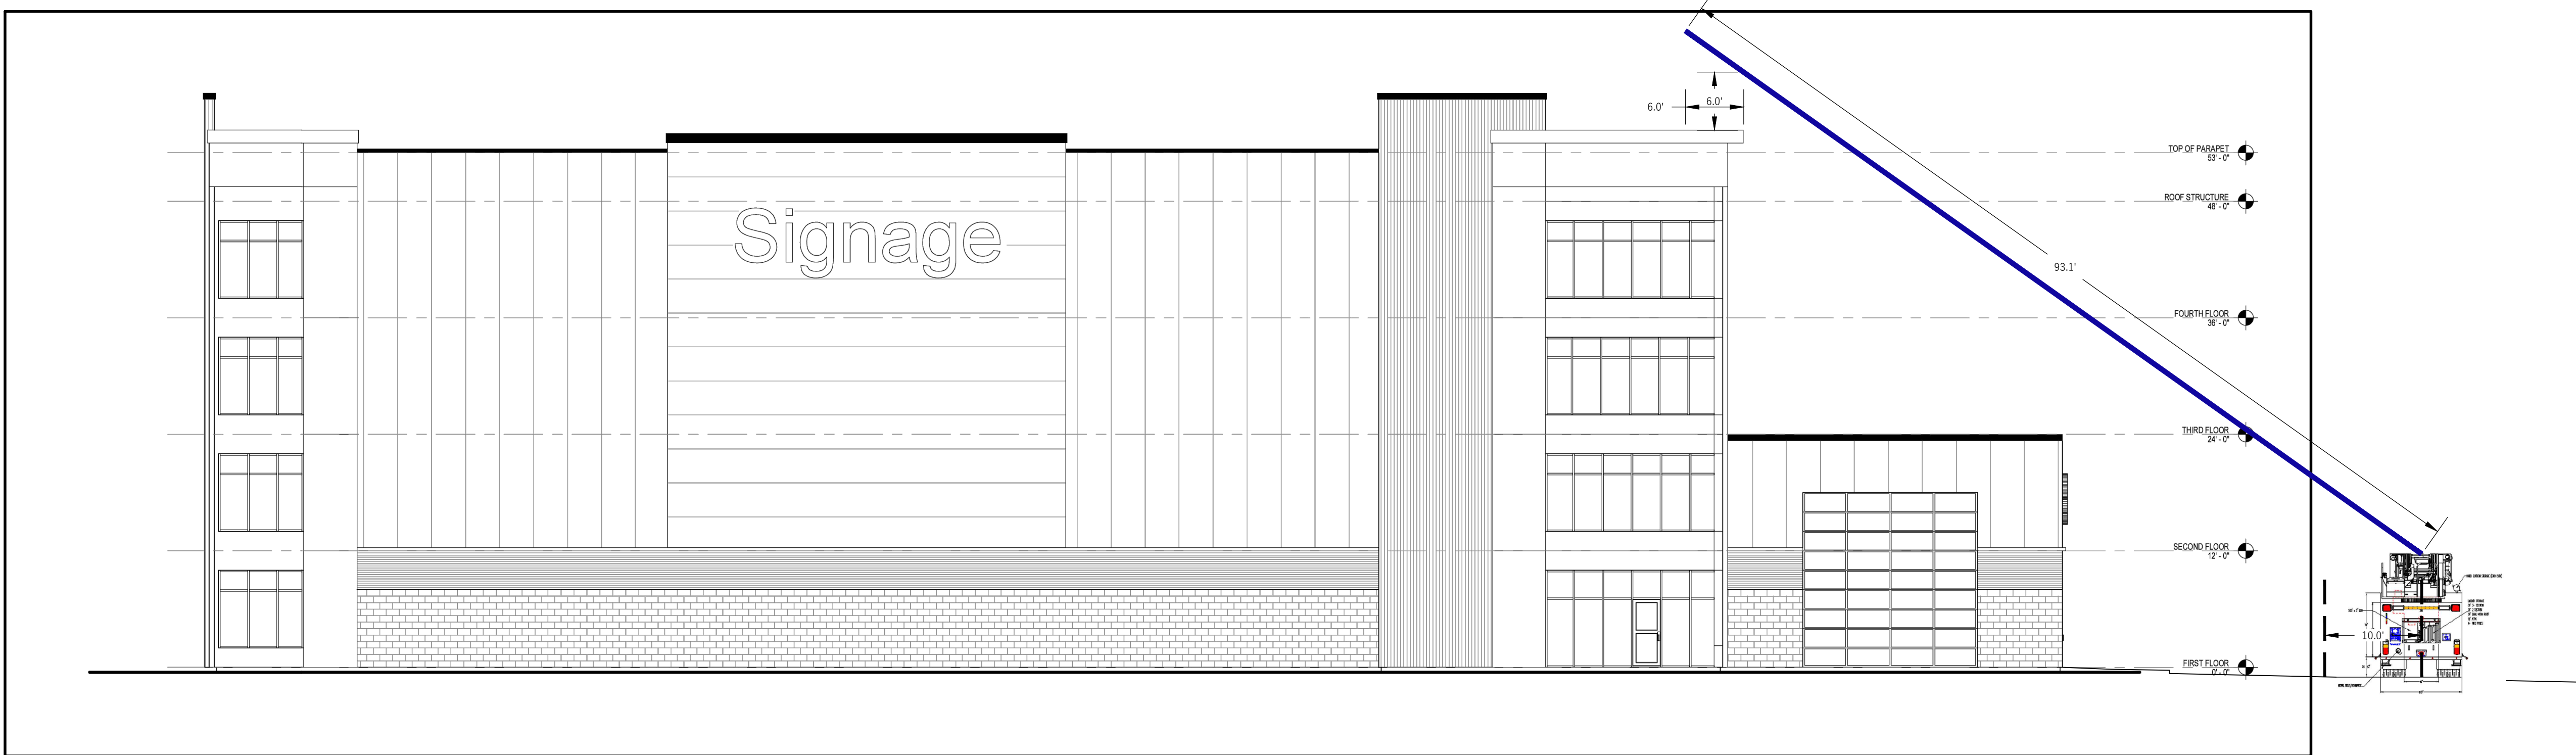 6.0'
6.0'
TOP OF PARAPET
53' - 0"
ROOF STRUCTURE
48' - 0"
Signage
93.1'
FOURTH FLOOR
36' - 0"
THIRD FLOOR
24' - 0"
SECOND FLOOR
12' - 0"
10.0'
FIRST FLOOR
0' - 0"